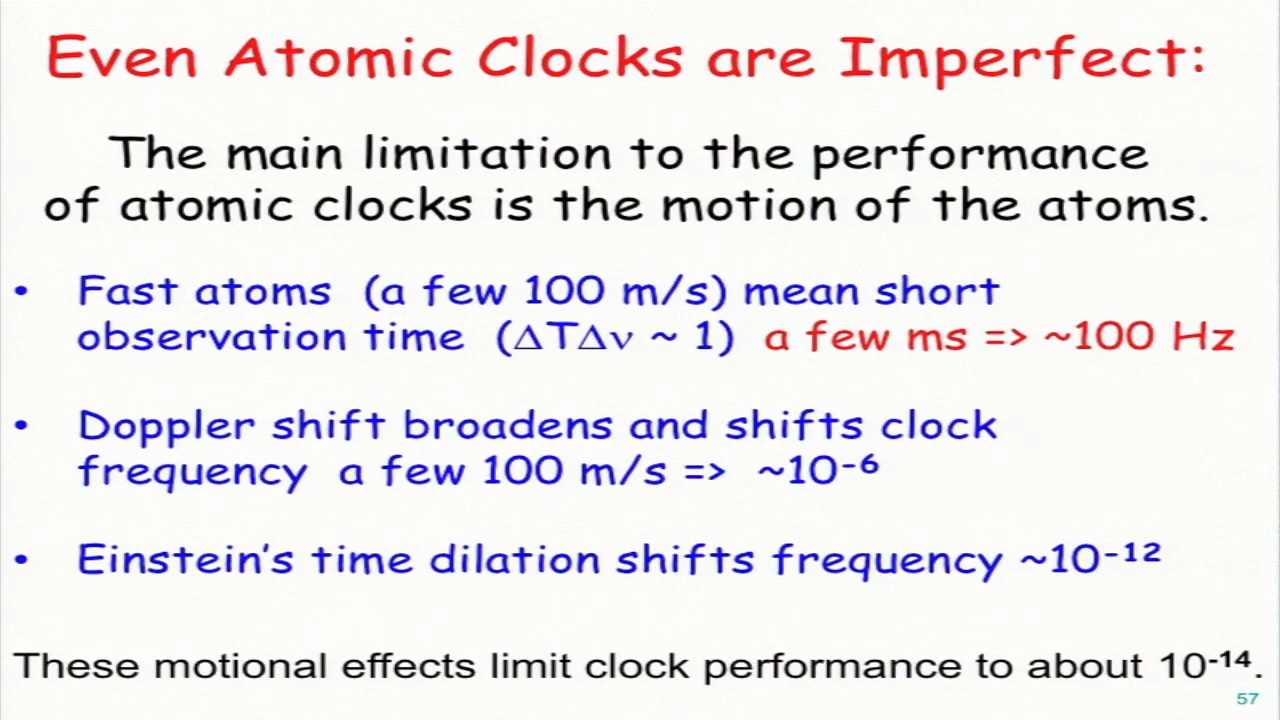 Even Atomic Clocks are Imperfect:
The main limitation to the performance
of atomic clocks is the motion of the atoms.
• Fast atoms (a few 100 m/s) mean short
observation time (ΔTΔν ~ 1) a few ms => ~100 Hz
• Doppler shift broadens and shifts clock
frequency a few 100 m/s => ~10⁻⁶
• Einstein's time dilation shifts frequency ~10⁻¹²
These motional effects limit clock performance to about 10⁻¹⁴.
57